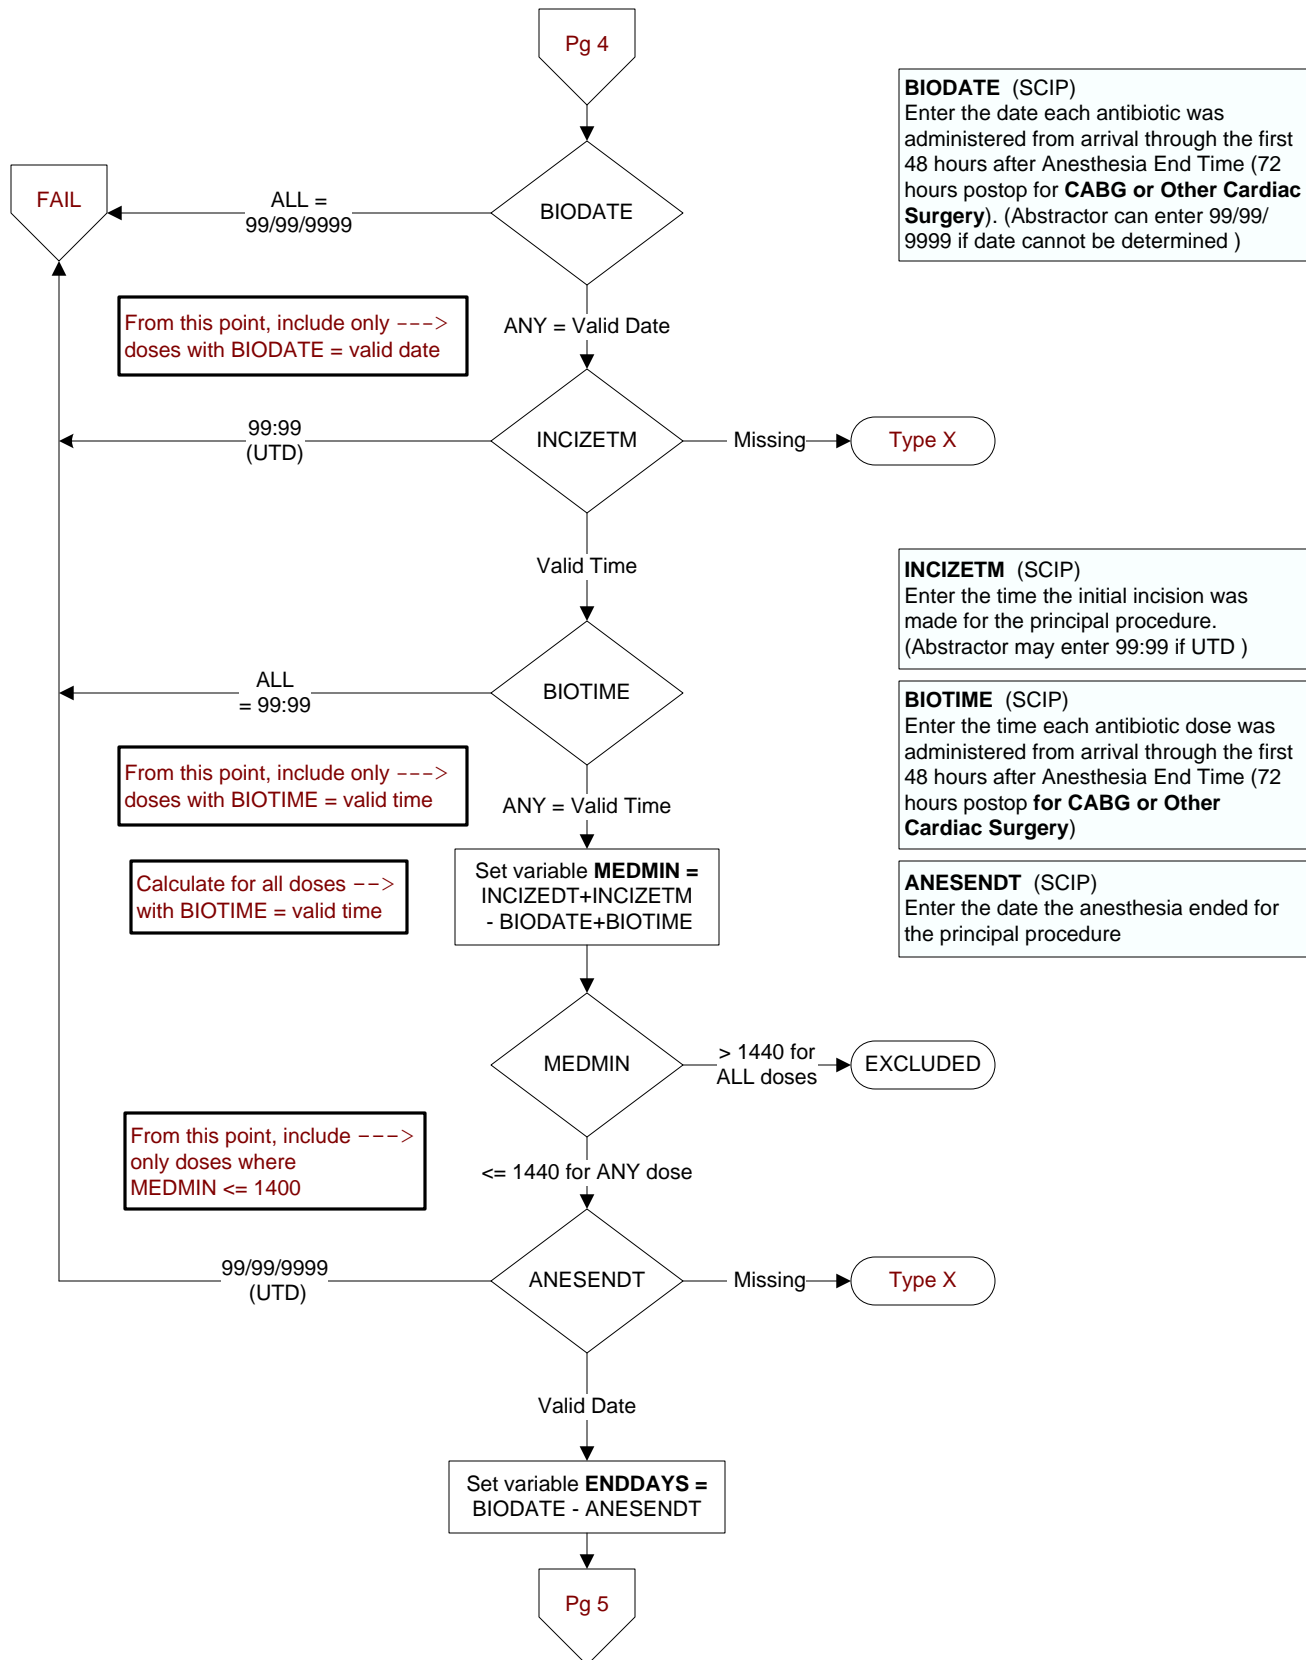 Pg 4
BIODATE (SCIP)
Enter the date each antibiotic was
administered from arrival through the first
48 hours after Anesthesia End Time (72
hours postop for CABG or Other Cardiac
Surgery). (Abstractor can enter 99/99/
9999 if date cannot be determined )
FAIL
ALL =
99/99/9999
BIODATE
From this point, include only --->
doses with BIODATE = valid date
ANY = Valid Date
99:99
(UTD)
INCIZETM
Missing
Type X
Valid Time
INCIZETM (SCIP)
Enter the time the initial incision was
made for the principal procedure.
(Abstractor may enter 99:99 if UTD )
ALL
= 99:99
BIOTIME
BIOTIME (SCIP)
Enter the time each antibiotic dose was
administered from arrival through the first
48 hours after Anesthesia End Time (72
hours postop for CABG or Other
Cardiac Surgery)
From this point, include only --->
doses with BIOTIME = valid time
ANY = Valid Time
Calculate for all doses -->
with BIOTIME = valid time
Set variable MEDMIN =
INCIZEDT+INCIZETM
- BIODATE+BIOTIME
ANESENDT (SCIP)
Enter the date the anesthesia ended for
the principal procedure
MEDMIN
> 1440 for
ALL doses
EXCLUDED
From this point, include --->
only doses where
MEDMIN <= 1400
<= 1440 for ANY dose
99/99/9999
(UTD)
ANESENDT
Missing
Type X
Valid Date
Set variable ENDDAYS =
BIODATE - ANESENDT
Pg 5